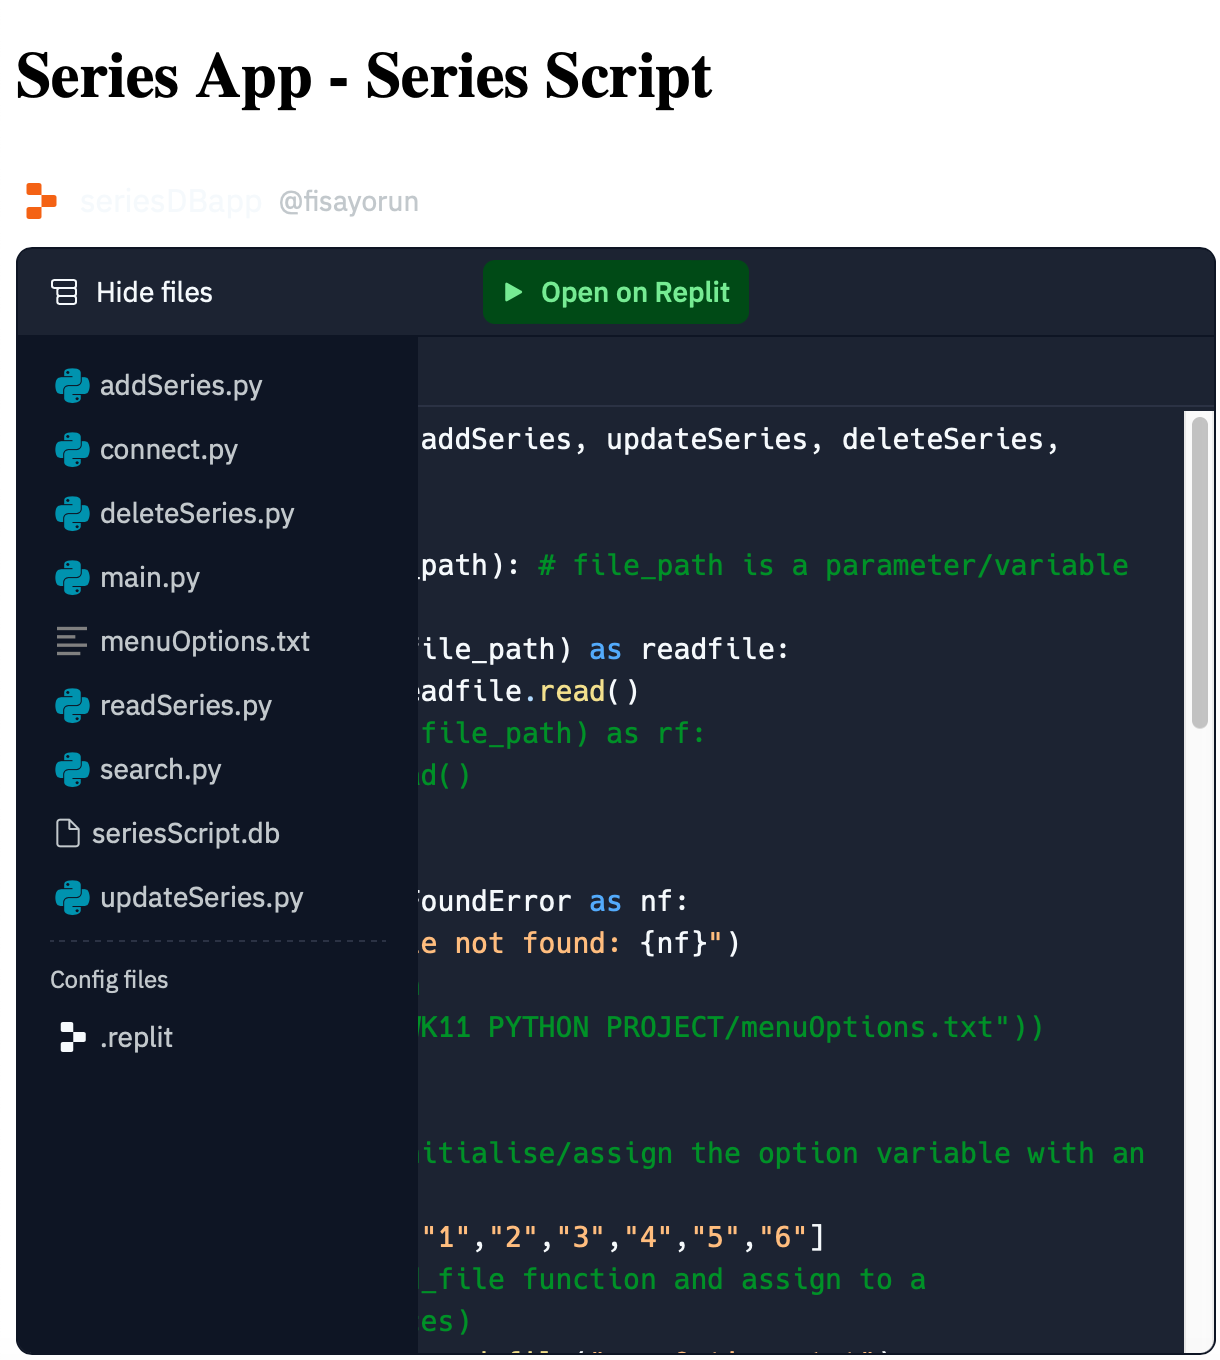 Series App - Series Script
seriesDBapp @fisayorun
Hide files
Open on Replit
addSeries.py
connect.py
deleteSeries.py
main.py
menuOptions.txt
readSeries.py
search.py
seriesScript.db
updateSeries.py
Config files
.replit
addSeries, updateSeries, deleteSeries,
_path): # file_path is a parameter/variable
ile_path) as readfile:
eadfile.read()
file_path) as rf:
d()
oundError as nf:
le not found: {nf}")
K11 PYTHON PROJECT/menuOptions.txt"))
itialise/assign the option variable with an
"1","2","3","4","5","6"]
_file function and assign to a
es)